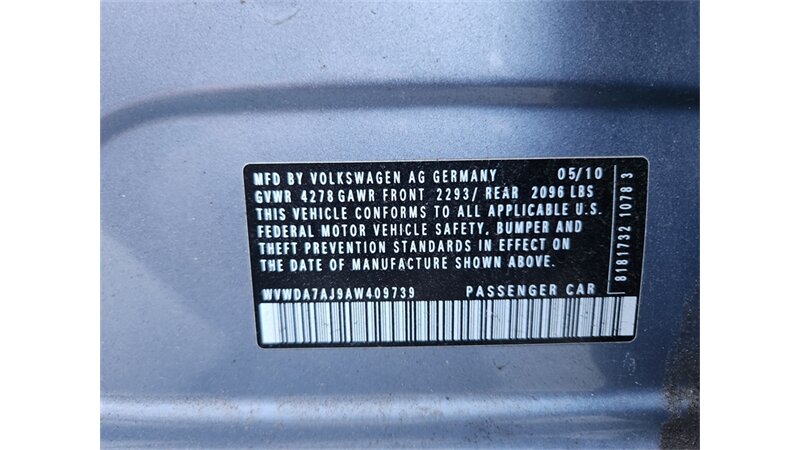 MFD BY VOLKSWAGEN AG GERMANY 05/10
GVWR 4278 GAWR FRONT 2293/ REAR 2096 LBS
THIS VEHICLE CONFORMS TO ALL APPLICABLE U.S.
FEDERAL MOTOR VEHICLE SAFETY, BUMPER AND
THEFT PREVENTION STANDARDS IN EFFECT ON
THE DATE OF MANUFACTURE SHOWN ABOVE.
WVWDA7AJ9AW409739 PASSENGER CAR
8181732 1078 3